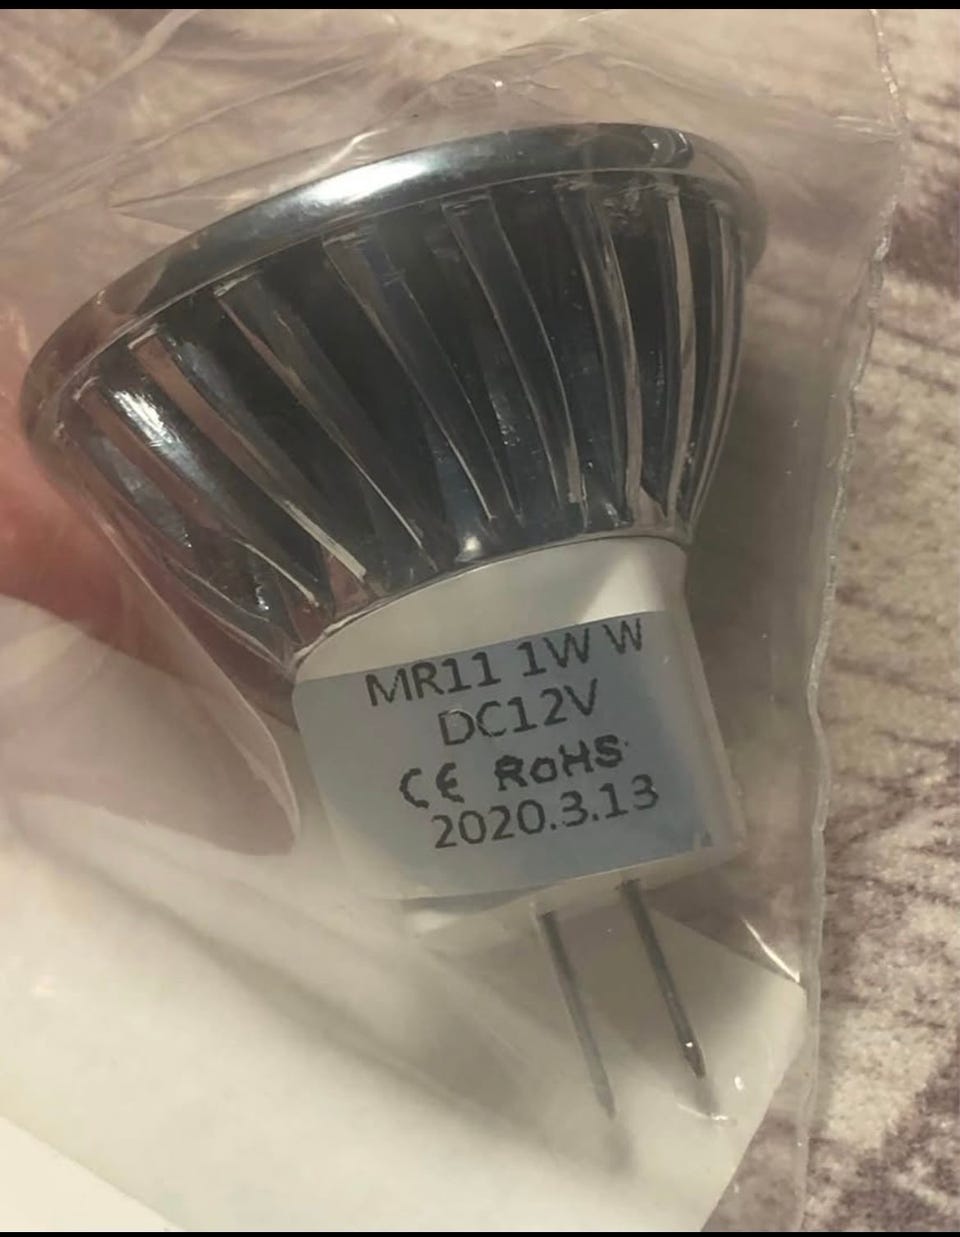 MR11 1W W
DC12V
CE RoHS
2020.3.13